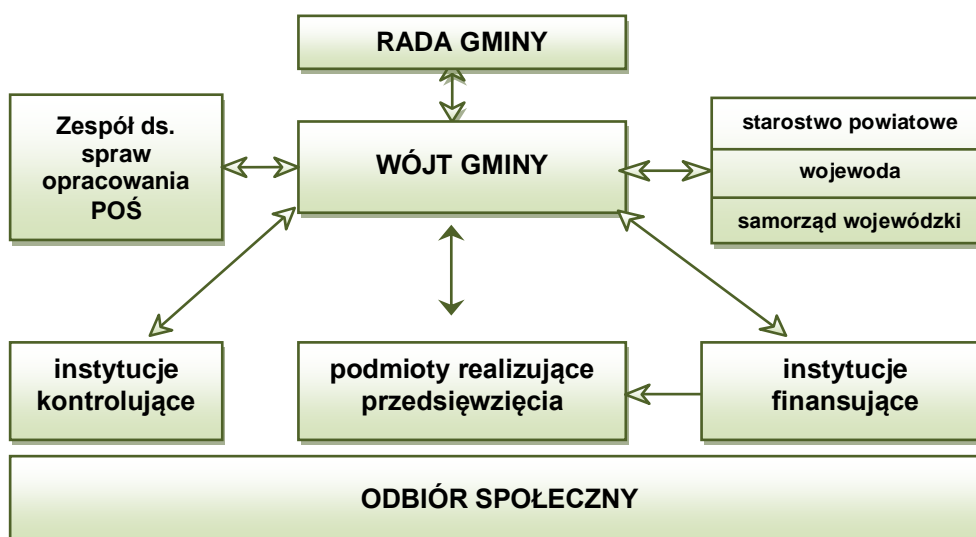 RADA GMINY
Zespół ds.
spraw
opracowania
POŚ
WÓJT GMINY
starostwo powiatowe
wojewoda
samorząd wojewódzki
instytucje
kontrolujące
podmioty realizujące
przedsięwzięcia
instytucje
finansujące
ODBIÓR SPOŁECZNY